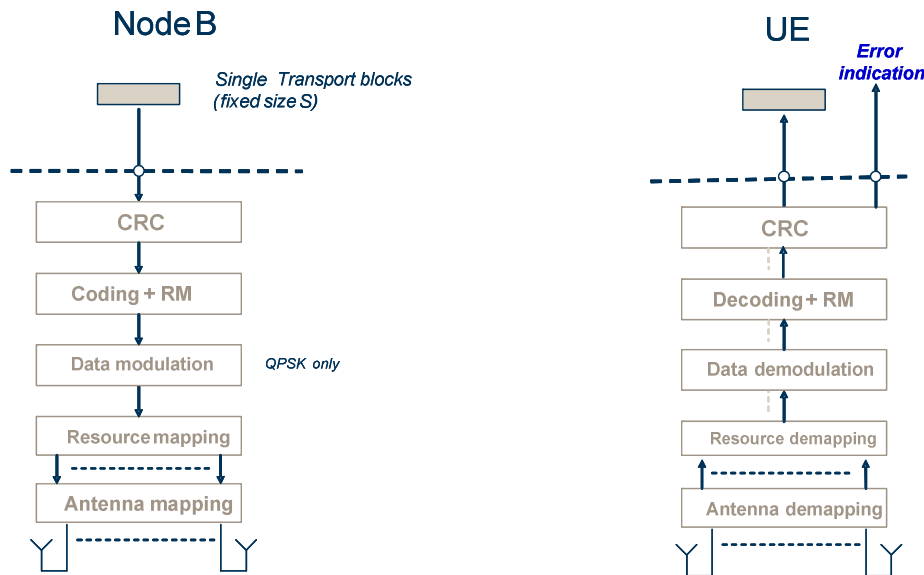 Node B
Single Transport blocks
(fixed size S)
CRC
Coding + RM
Data modulation
QPSK only
Resource mapping
Antenna mapping
UE
Error
indication
CRC
Decoding + RM
Data demodulation
Resource demapping
Antenna demapping